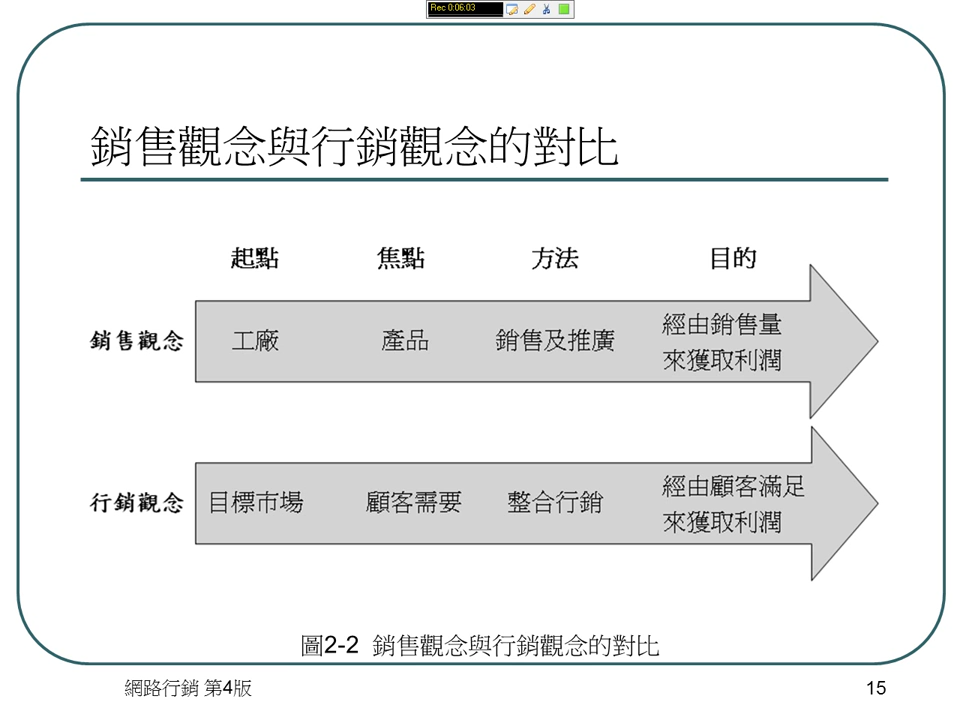 Rec 0:06:03
銷售觀念與行銷觀念的對比
起點 焦點 方法 目的
銷售觀念 工廠 產品 銷售及推廣 經由銷售量
來獲取利潤
行銷觀念 目標市場 顧客需要 整合行銷 經由顧客滿足
來獲取利潤
圖2-2 銷售觀念與行銷觀念的對比
網路行銷 第4版 15